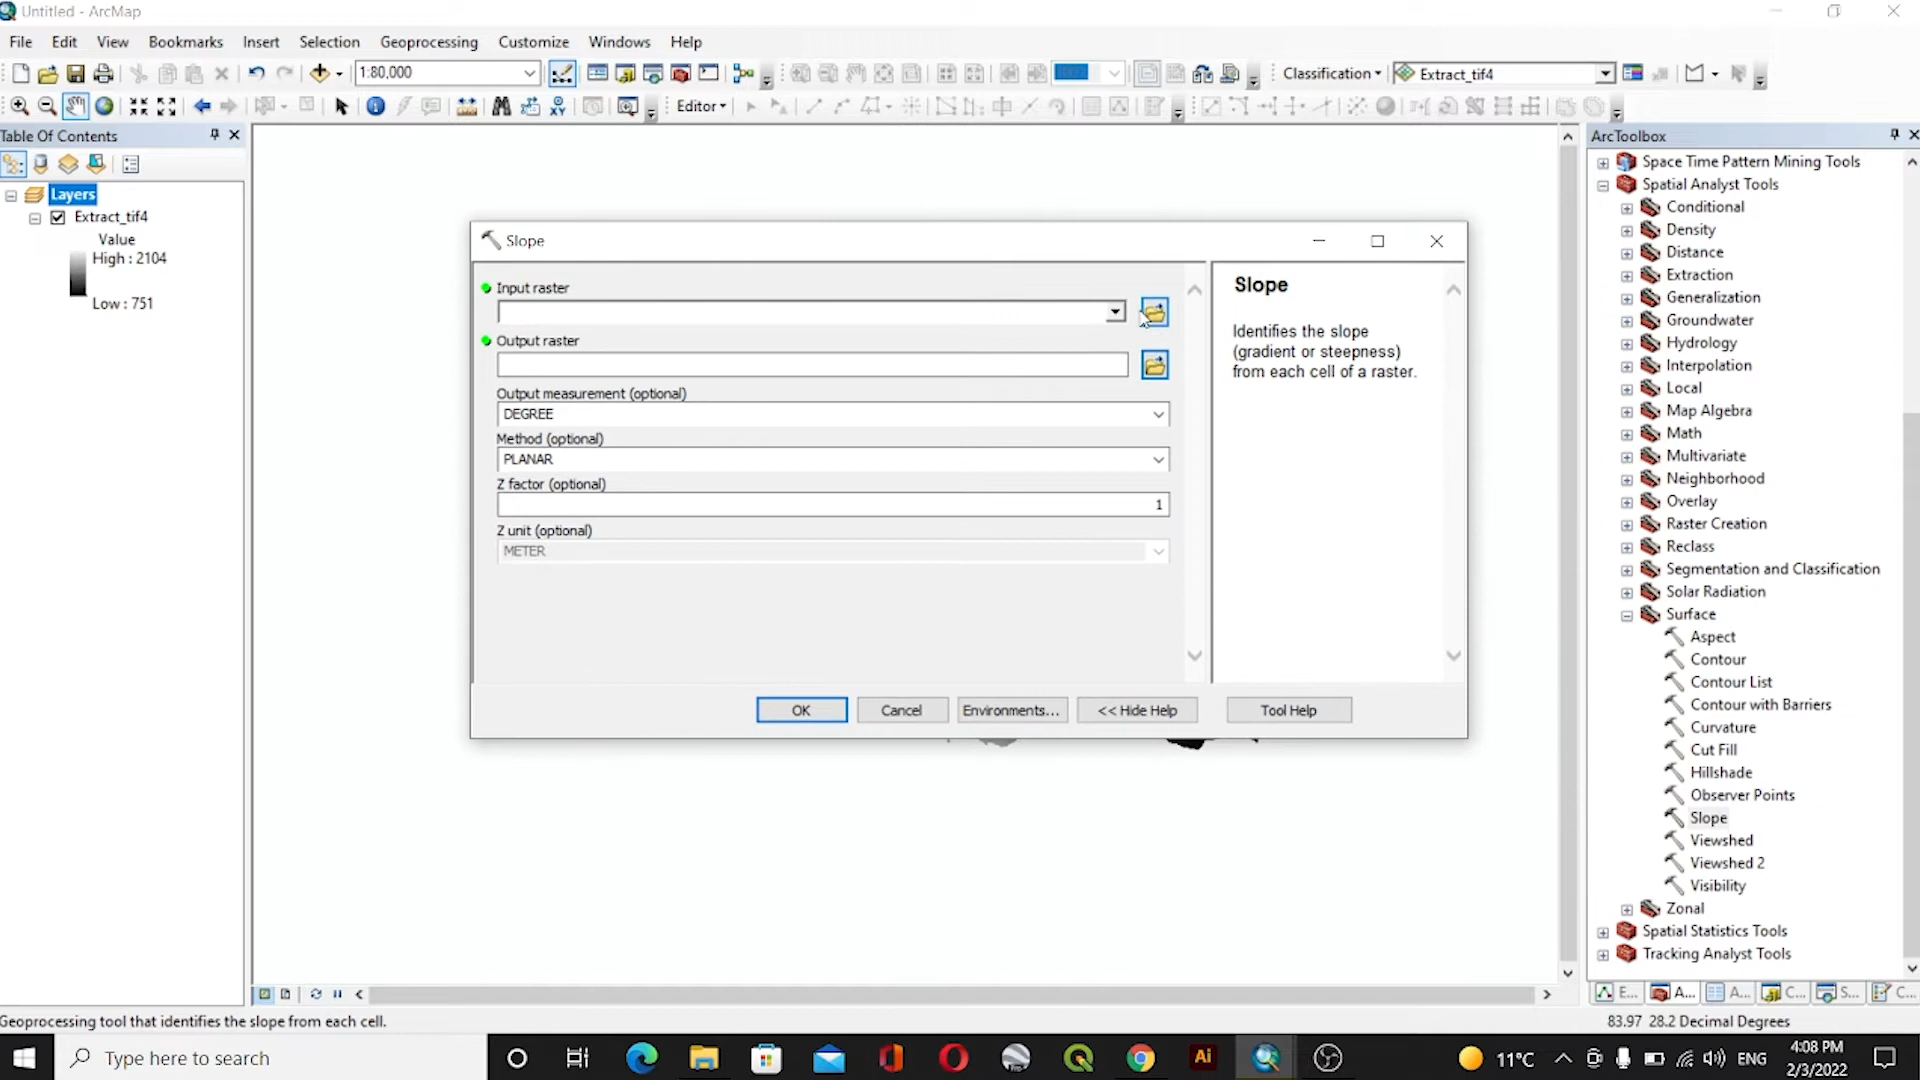 Untitled - ArcMap
File Edit View Bookmarks Insert Selection Geoprocessing Customize Windows Help
1:80,000
Classification
Extract_tif4
Editor
Table Of Contents
Layers
Extract_tif4
Value
High : 2104
Low : 751
Slope
Input raster
Output raster
Output measurement (optional)
DEGREE
Method (optional)
PLANAR
Z factor (optional)
1
Z unit (optional)
METER
OK
Cancel
Environments...
<< Hide Help
Tool Help
Slope
Identifies the slope
(gradient or steepness)
from each cell of a raster.
ArcToolbox
Space Time Pattern Mining Tools
Spatial Analyst Tools
Conditional
Density
Distance
Extraction
Generalization
Groundwater
Hydrology
Interpolation
Local
Map Algebra
Math
Multivariate
Neighborhood
Overlay
Raster Creation
Reclass
Segmentation and Classification
Solar Radiation
Surface
Aspect
Contour
Contour List
Contour with Barriers
Curvature
Cut Fill
Hillshade
Observer Points
Slope
Viewshed
Viewshed 2
Visibility
Zonal
Spatial Statistics Tools
Tracking Analyst Tools
E... A... A... C... S... C...
Geoprocessing tool that identifies the slope from each cell.
83.97 28.2 Decimal Degrees
Type here to search
Ai
11°C
ENG
4:08 PM
2/3/2022